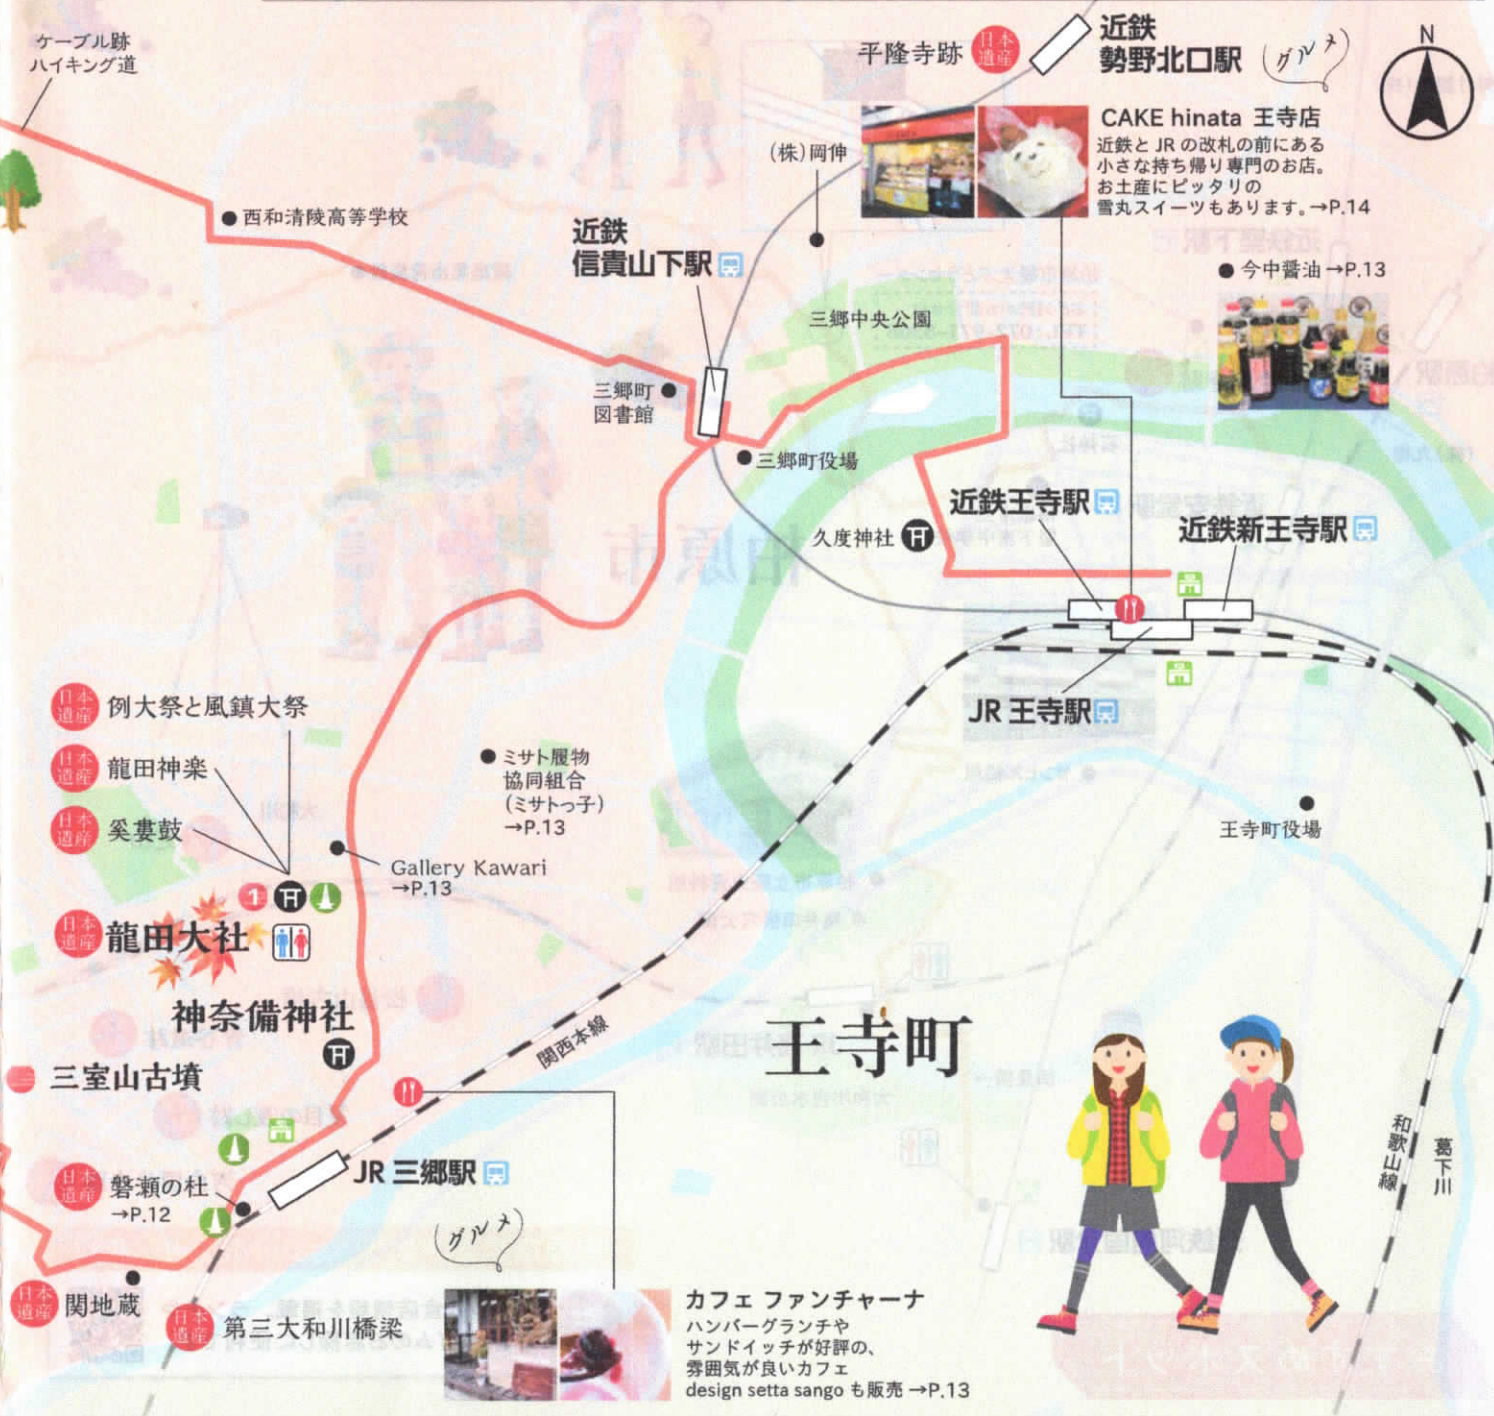 ケーブル跡
ハイキング道
平隆寺跡
日本
遺産
近鉄
勢野北口駅
グルメ
N
CAKE hinata 王寺店
近鉄とJRの改札の前にある
小さな持ち帰り専門のお店。
お土産にピッタリの
雪丸スイーツもあります。→P.14
(株)岡伸
西和清陵高等学校
近鉄
信貴山下駅
今中醤油→P.13
三郷中央公園
三郷町
図書館
三郷町役場
近鉄王寺駅
久度神社
近鉄新王寺駅
JR 王寺駅
日本
遺産
例大祭と風鎮大祭
日本
遺産
龍田神楽
日本
遺産
奚婁鼓
ミサト履物
協同組合
(ミサトっ子)
→P.13
王寺町役場
Gallery Kawari
→P.13
1
日本
遺産
龍田大社
神奈備神社
三室山古墳
関西本線
王寺町
和歌山線
葛下川
日本
遺産
磐瀬の杜
→P.12
JR 三郷駅
グルメ
日本
遺産
関地蔵
日本
遺産
第三大和川橋梁
カフェ ファンチャーナ
ハンバーグランチや
サンドイッチが好評の、
雰囲気が良いカフェ
design setta sango も販売→P.13